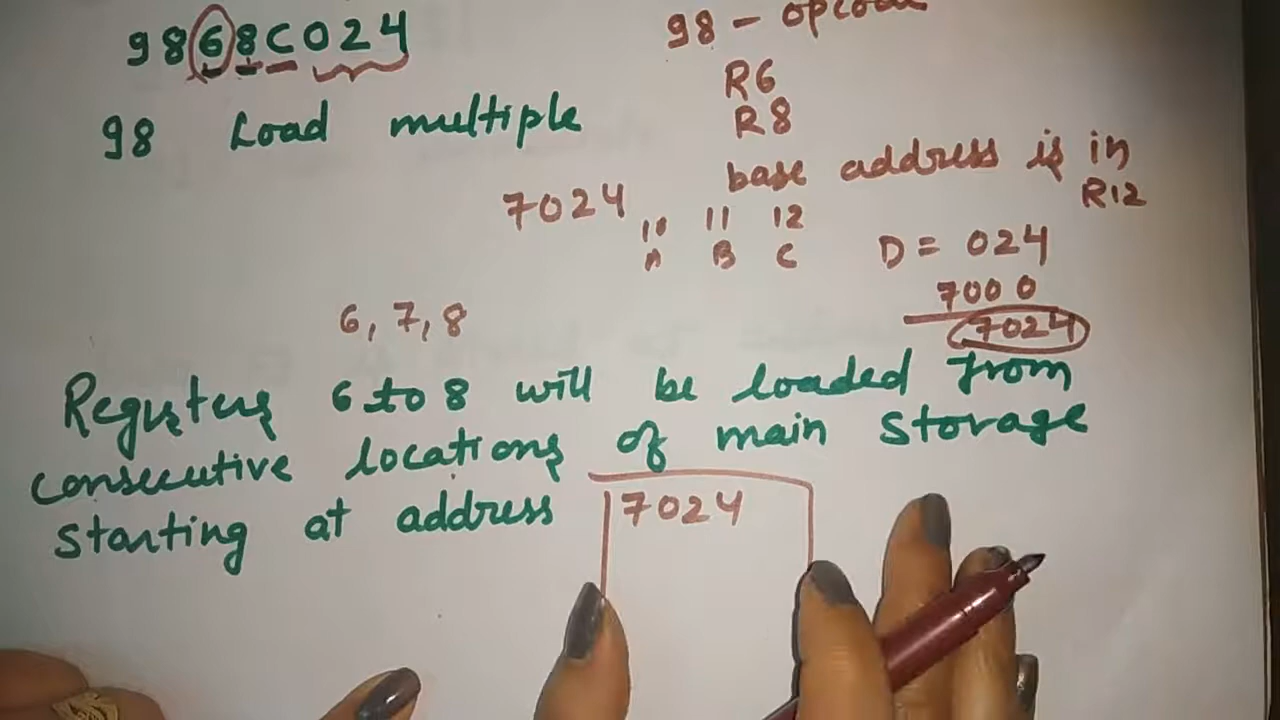 9868C024
98 - opcode
98 Load multiple
R6
R8
base address is in
R12
7024
10 11 12
A B C
D = 024
7000
7024
6, 7, 8
Registers 6 to 8 will be loaded from
consecutive locations of main storage
starting at address 7024